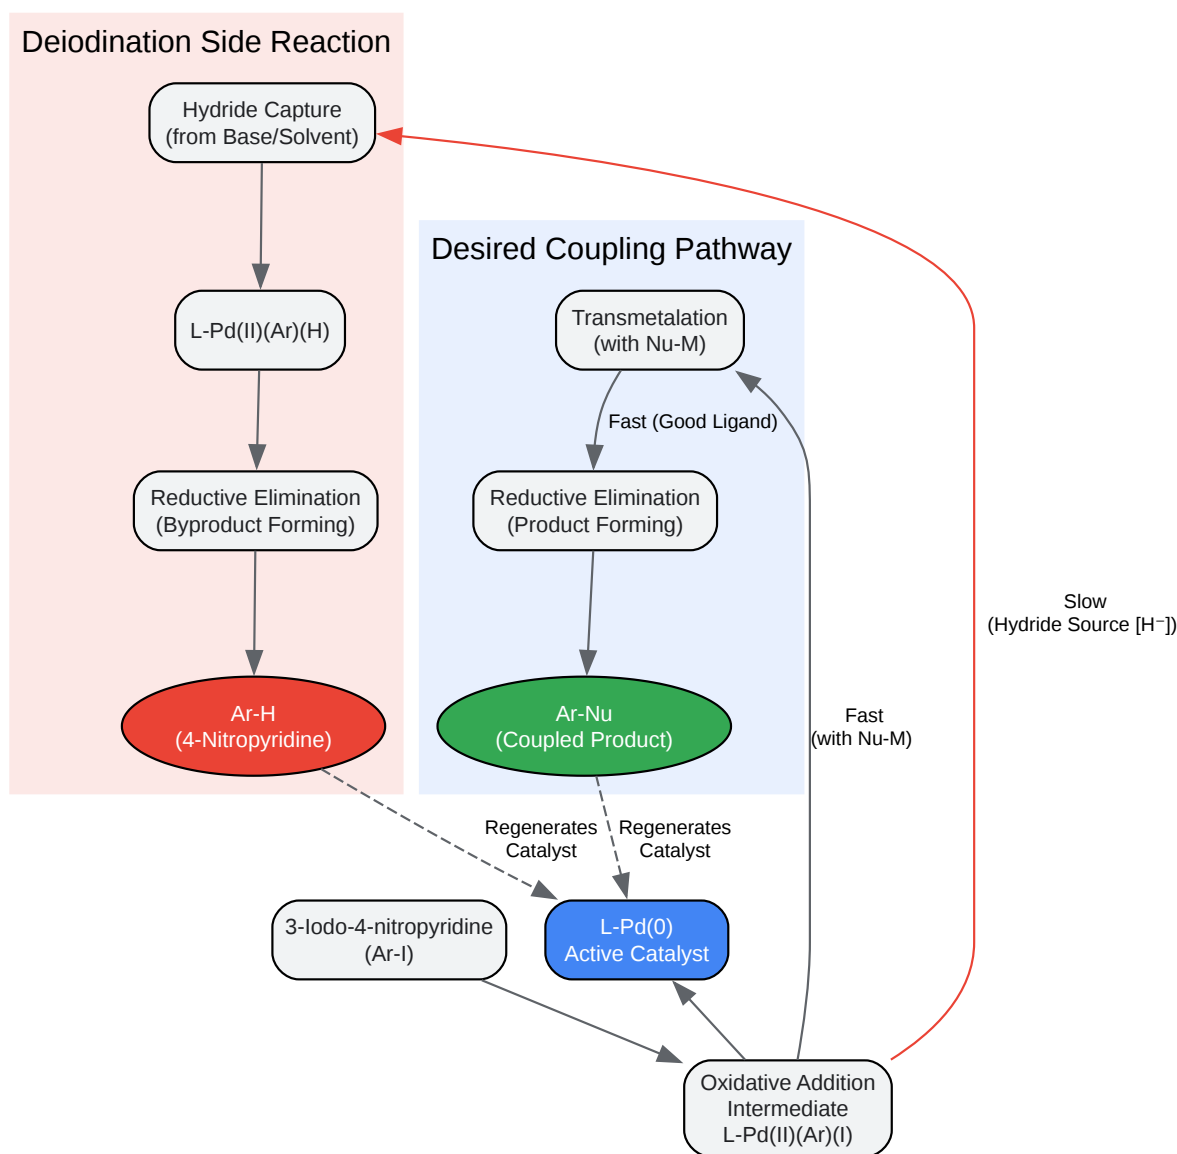 Deiodination Side Reaction
Hydride Capture
(from Base/Solvent)
L-Pd(II)(Ar)(H)
Reductive Elimination
(Byproduct Forming)
Ar-H
(4-Nitropyridine)
Desired Coupling Pathway
Transmetalation
(with Nu-M)
Fast (Good Ligand)
Reductive Elimination
(Product Forming)
Ar-Nu
(Coupled Product)
Slow
(Hydride Source [H⁻])
Fast
(with Nu-M)
Regenerates
Catalyst
Regenerates
Catalyst
3-Iodo-4-nitropyridine
(Ar-I)
L-Pd(0)
Active Catalyst
Oxidative Addition
Intermediate
L-Pd(II)(Ar)(I)